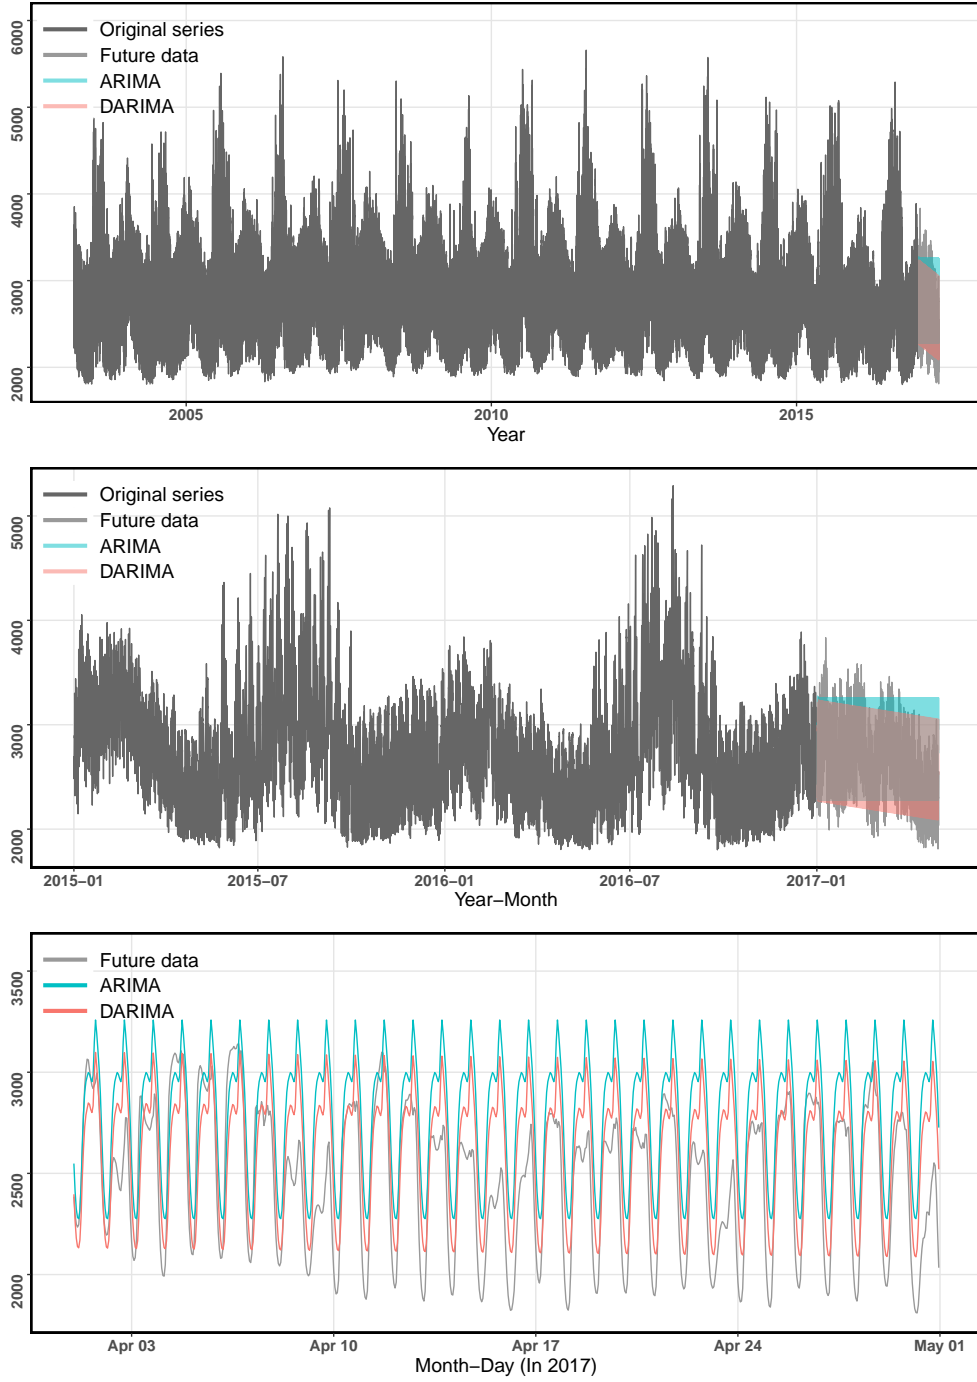 Original series
Future data
ARIMA
DARIMA
6000
5000
4000
3000
2000
2005
2010
2015
Year
Original series
Future data
ARIMA
DARIMA
5000
4000
3000
2000
2015−01
2015−07
2016−01
2016−07
2017−01
Year−Month
Future data
ARIMA
DARIMA
3500
3000
2500
2000
Apr 03
Apr 10
Apr 17
Apr 24
May 01
Month−Day (In 2017)